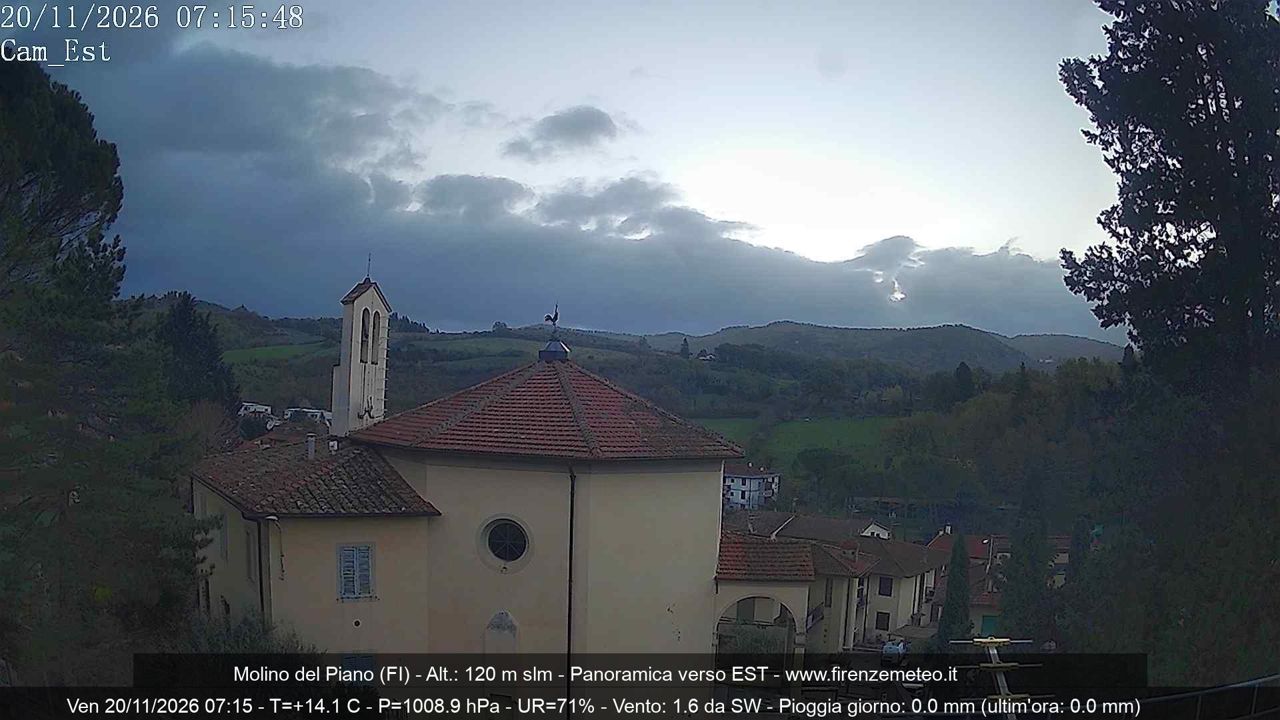 20/11/2026 07:15:48
Cam_Est
Molino del Piano (FI) - Alt.: 120 m slm - Panoramica verso EST - www.firenzemeteo.it
Ven 20/11/2026 07:15 - T=+14.1 C - P=1008.9 hPa - UR=71% - Vento: 1.6 da SW - Pioggia giorno: 0.0 mm (ultim'ora: 0.0 mm)